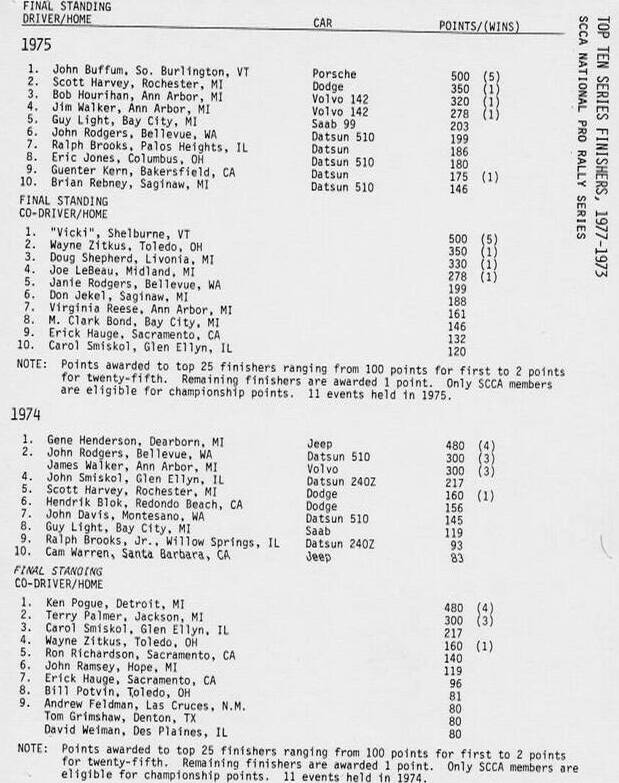 FINAL STANDING
DRIVER/HOME CAR POINTS/(WINS)
1975
1. John Buffum, So. Burlington, VT Porsche 500 (5)
2. Scott Harvey, Rochester, MI Dodge 350 (1)
3. Bob Hourihan, Ann Arbor, MI Volvo 142 320 (1)
4. Jim Walker, Ann Arbor, MI Volvo 142 278 (1)
5. Guy Light, Bay City, MI Saab 99 203
6. John Rodgers, Bellevue, WA Datsun 510 199
7. Ralph Brooks, Palos Heights, IL Datsun 186
8. Eric Jones, Columbus, OH Datsun 510 180
9. Guenter Kern, Bakersfield, CA Datsun 175 (1)
10. Brian Rebney, Saginaw, MI Datsun 510 146
FINAL STANDING
CO-DRIVER/HOME
1. "Vicki", Shelburne, VT 500 (5)
2. Wayne Zitkus, Toledo, OH 350 (1)
3. Doug Shepherd, Livonia, MI 330 (1)
4. Joe LeBeau, Midland, MI 278 (1)
5. Janie Rodgers, Bellevue, WA 199
6. Don Jekel, Saginaw, MI 188
7. Virginia Reese, Ann Arbor, MI 161
8. M. Clark Bond, Bay City, MI 146
9. Erick Hauge, Sacramento, CA 132
10. Carol Smiskol, Glen Ellyn, IL 120
NOTE: Points awarded to top 25 finishers ranging from 100 points for first to 2 points
for twenty-fifth. Remaining finishers are awarded 1 point. Only SCCA members
are eligible for championship points. 11 events held in 1975.
1974
1. Gene Henderson, Dearborn, MI Jeep 480 (4)
2. John Rodgers, Bellevue, WA Datsun 510 300 (3)
James Walker, Ann Arbor, MI Volvo 300 (3)
4. John Smiskol, Glen Ellyn, IL Datsun 240Z 217
5. Scott Harvey, Rochester, MI Dodge 160 (1)
6. Hendrik Blok, Redondo Beach, CA Dodge 156
7. John Davis, Montesano, WA Datsun 510 145
8. Guy Light, Bay City, MI Saab 119
9. Ralph Brooks, Jr., Willow Springs, IL Datsun 240Z 93
10. Cam Warren, Santa Barbara, CA Jeep 83
FINAL STANDING
CO-DRIVER/HOME
1. Ken Pogue, Detroit, MI 480 (4)
2. Terry Palmer, Jackson, MI 300 (3)
3. Carol Smiskol, Glen Ellyn, IL 217
4. Wayne Zitkus, Toledo, OH 160 (1)
5. Ron Richardson, Sacramento, CA 140
6. John Ramsey, Hope, MI 119
7. Erick Hauge, Sacramento, CA 96
8. Bill Potvin, Toledo, OH 81
9. Andrew Feldman, Las Cruces, N.M. 80
Tom Grimshaw, Denton, TX 80
David Weiman, Des Plaines, IL 80
NOTE: Points awarded to top 25 finishers ranging from 100 points for first to 2 points
for twenty-fifth. Remaining finishers are awarded 1 point. Only SCCA members are
eligible for championship points. 11 events held in 1974.
TOP TEN SERIES FINISHERS, 1977-1973
SCCA NATIONAL PRO RALLY SERIES